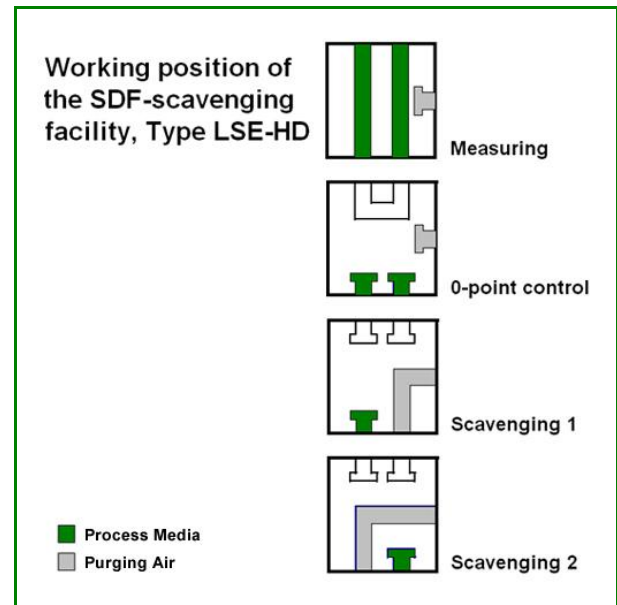 Working position of
the SDF-scavenging
facility, Type LSE-HD
Measuring
0-point control
Scavenging 1
Scavenging 2
Process Media
Purging Air